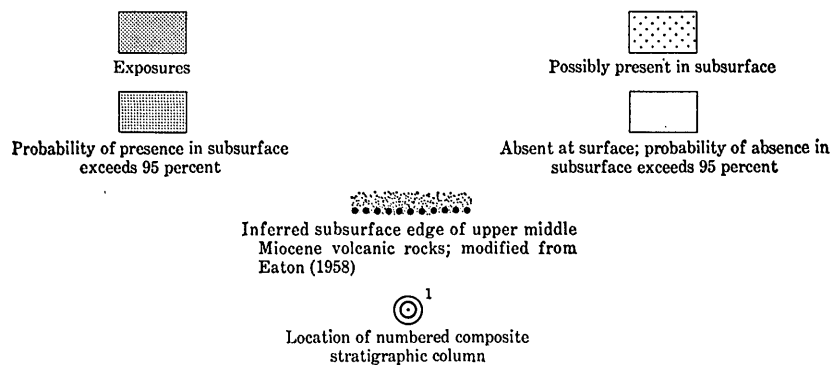 Exposures
Possibly present in subsurface
Probability of presence in subsurface
exceeds 95 percent
Absent at surface; probability of absence in
subsurface exceeds 95 percent
Inferred subsurface edge of upper middle
Miocene volcanic rocks; modified from
Eaton (1958)
1
Location of numbered composite
stratigraphic column